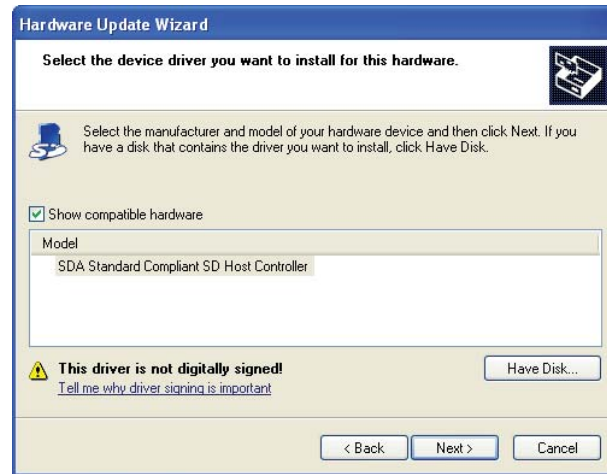 Hardware Update Wizard
Select the device driver you want to install for this hardware.
Select the manufacturer and model of your hardware device and then click Next. If you
have a disk that contains the driver you want to install, click Have Disk.
Show compatible hardware
Model
SDA Standard Compliant SD Host Controller
This driver is not digitally signed!
Tell me why driver signing is important
Have Disk...
< Back
Next >
Cancel